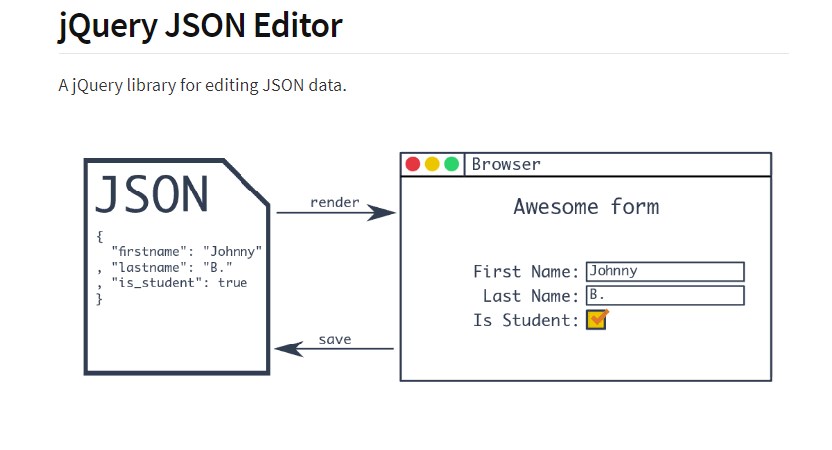 jQuery JSON Editor
A jQuery library for editing JSON data.
JSON
{
"firstname": "Johnny"
, "lastname": "B."
, "is_student": true
}
render
save
Browser
Awesome form
First Name: Johnny
Last Name: B.
Is Student: